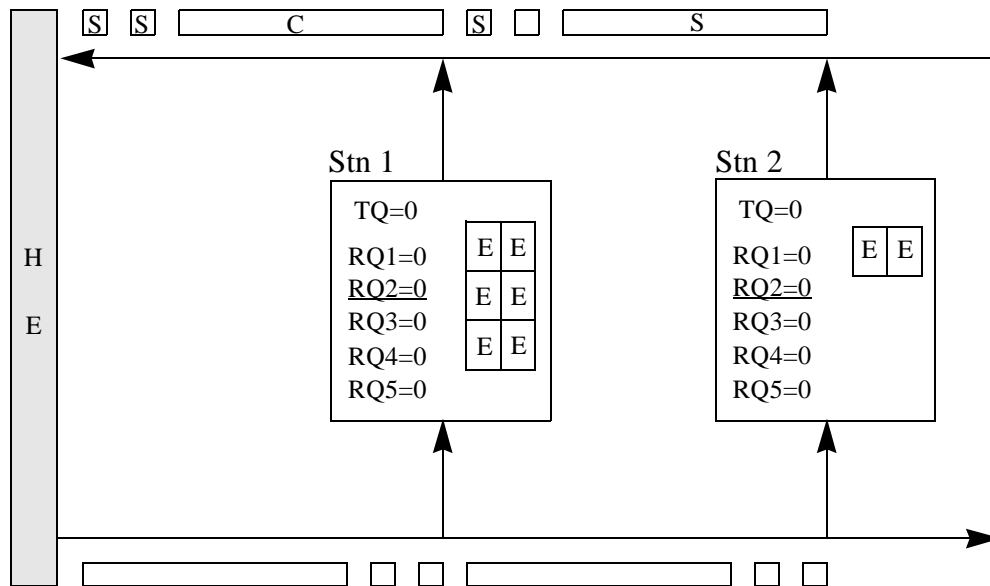 S S C S S
Stn 1 Stn 2
TQ=0 TQ=0
RQ1=0 E E RQ1=0 E E
RQ2=0 RQ2=0
RQ3=0 E E RQ3=0
RQ4=0 E E RQ4=0
RQ5=0 RQ5=0
H
E